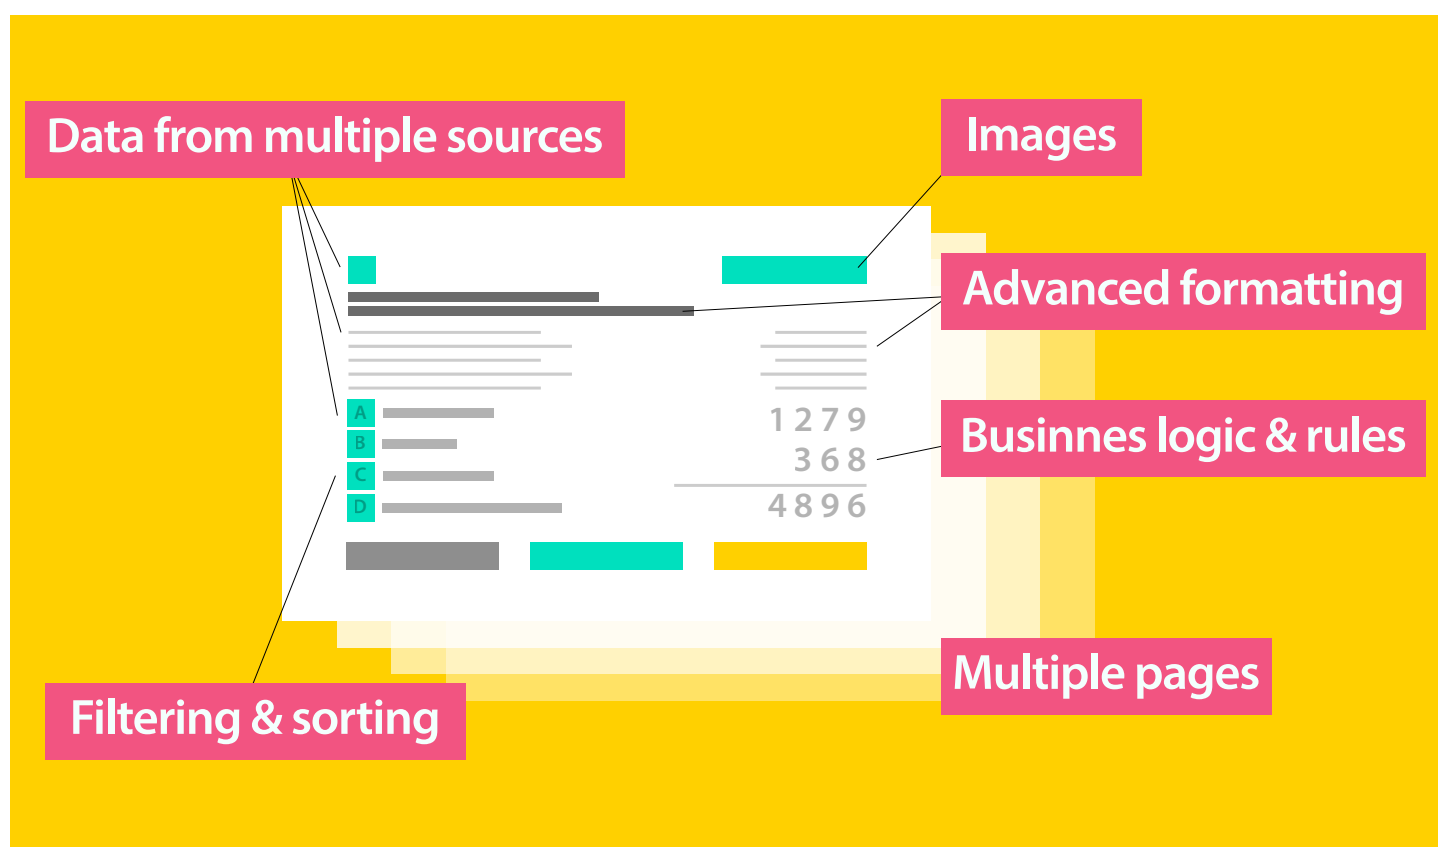 Data from multiple sources
Images
Advanced formatting
A
B
C
D
1279
368
4896
Businnes logic & rules
Multiple pages
Filtering & sorting